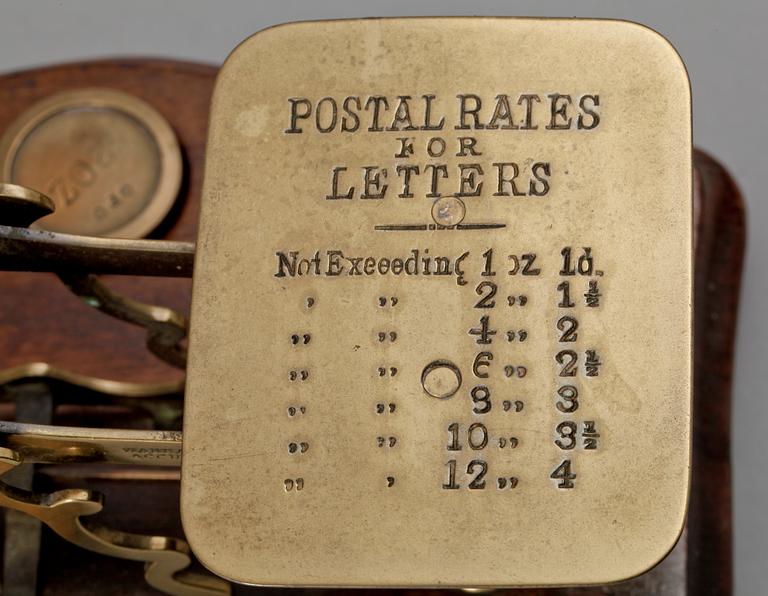 POSTAL RATES
FOR
LETTERS
Not Exceeding 1 oz 1d.
" " 2 " 1½
" " 4 " 2
" " 6 " 2½
" " 8 " 3
" " 10 " 3½
" " 12 " 4
2OZ